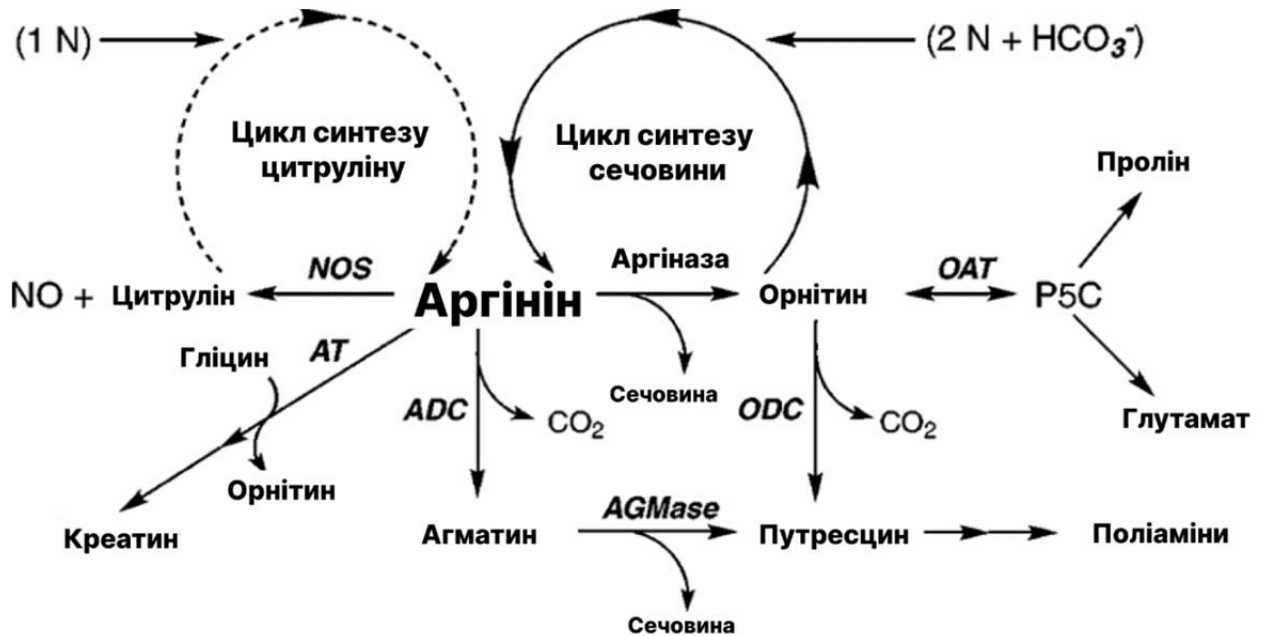 (1 N)
(2 N + HCO₃⁻)
Цикл синтезу
цитруліну
Цикл синтезу
сечовини
Пролін
NO + Цитрулін
NOS
Аргінін
Аргіназа
Орнітин
OAT
P5C
Гліцин
AT
Сечовина
ADC
CO₂
ODC
CO₂
Глутамат
Орнітин
Креатин
Агматин
AGMase
Путресцин
Поліаміни
Сечовина